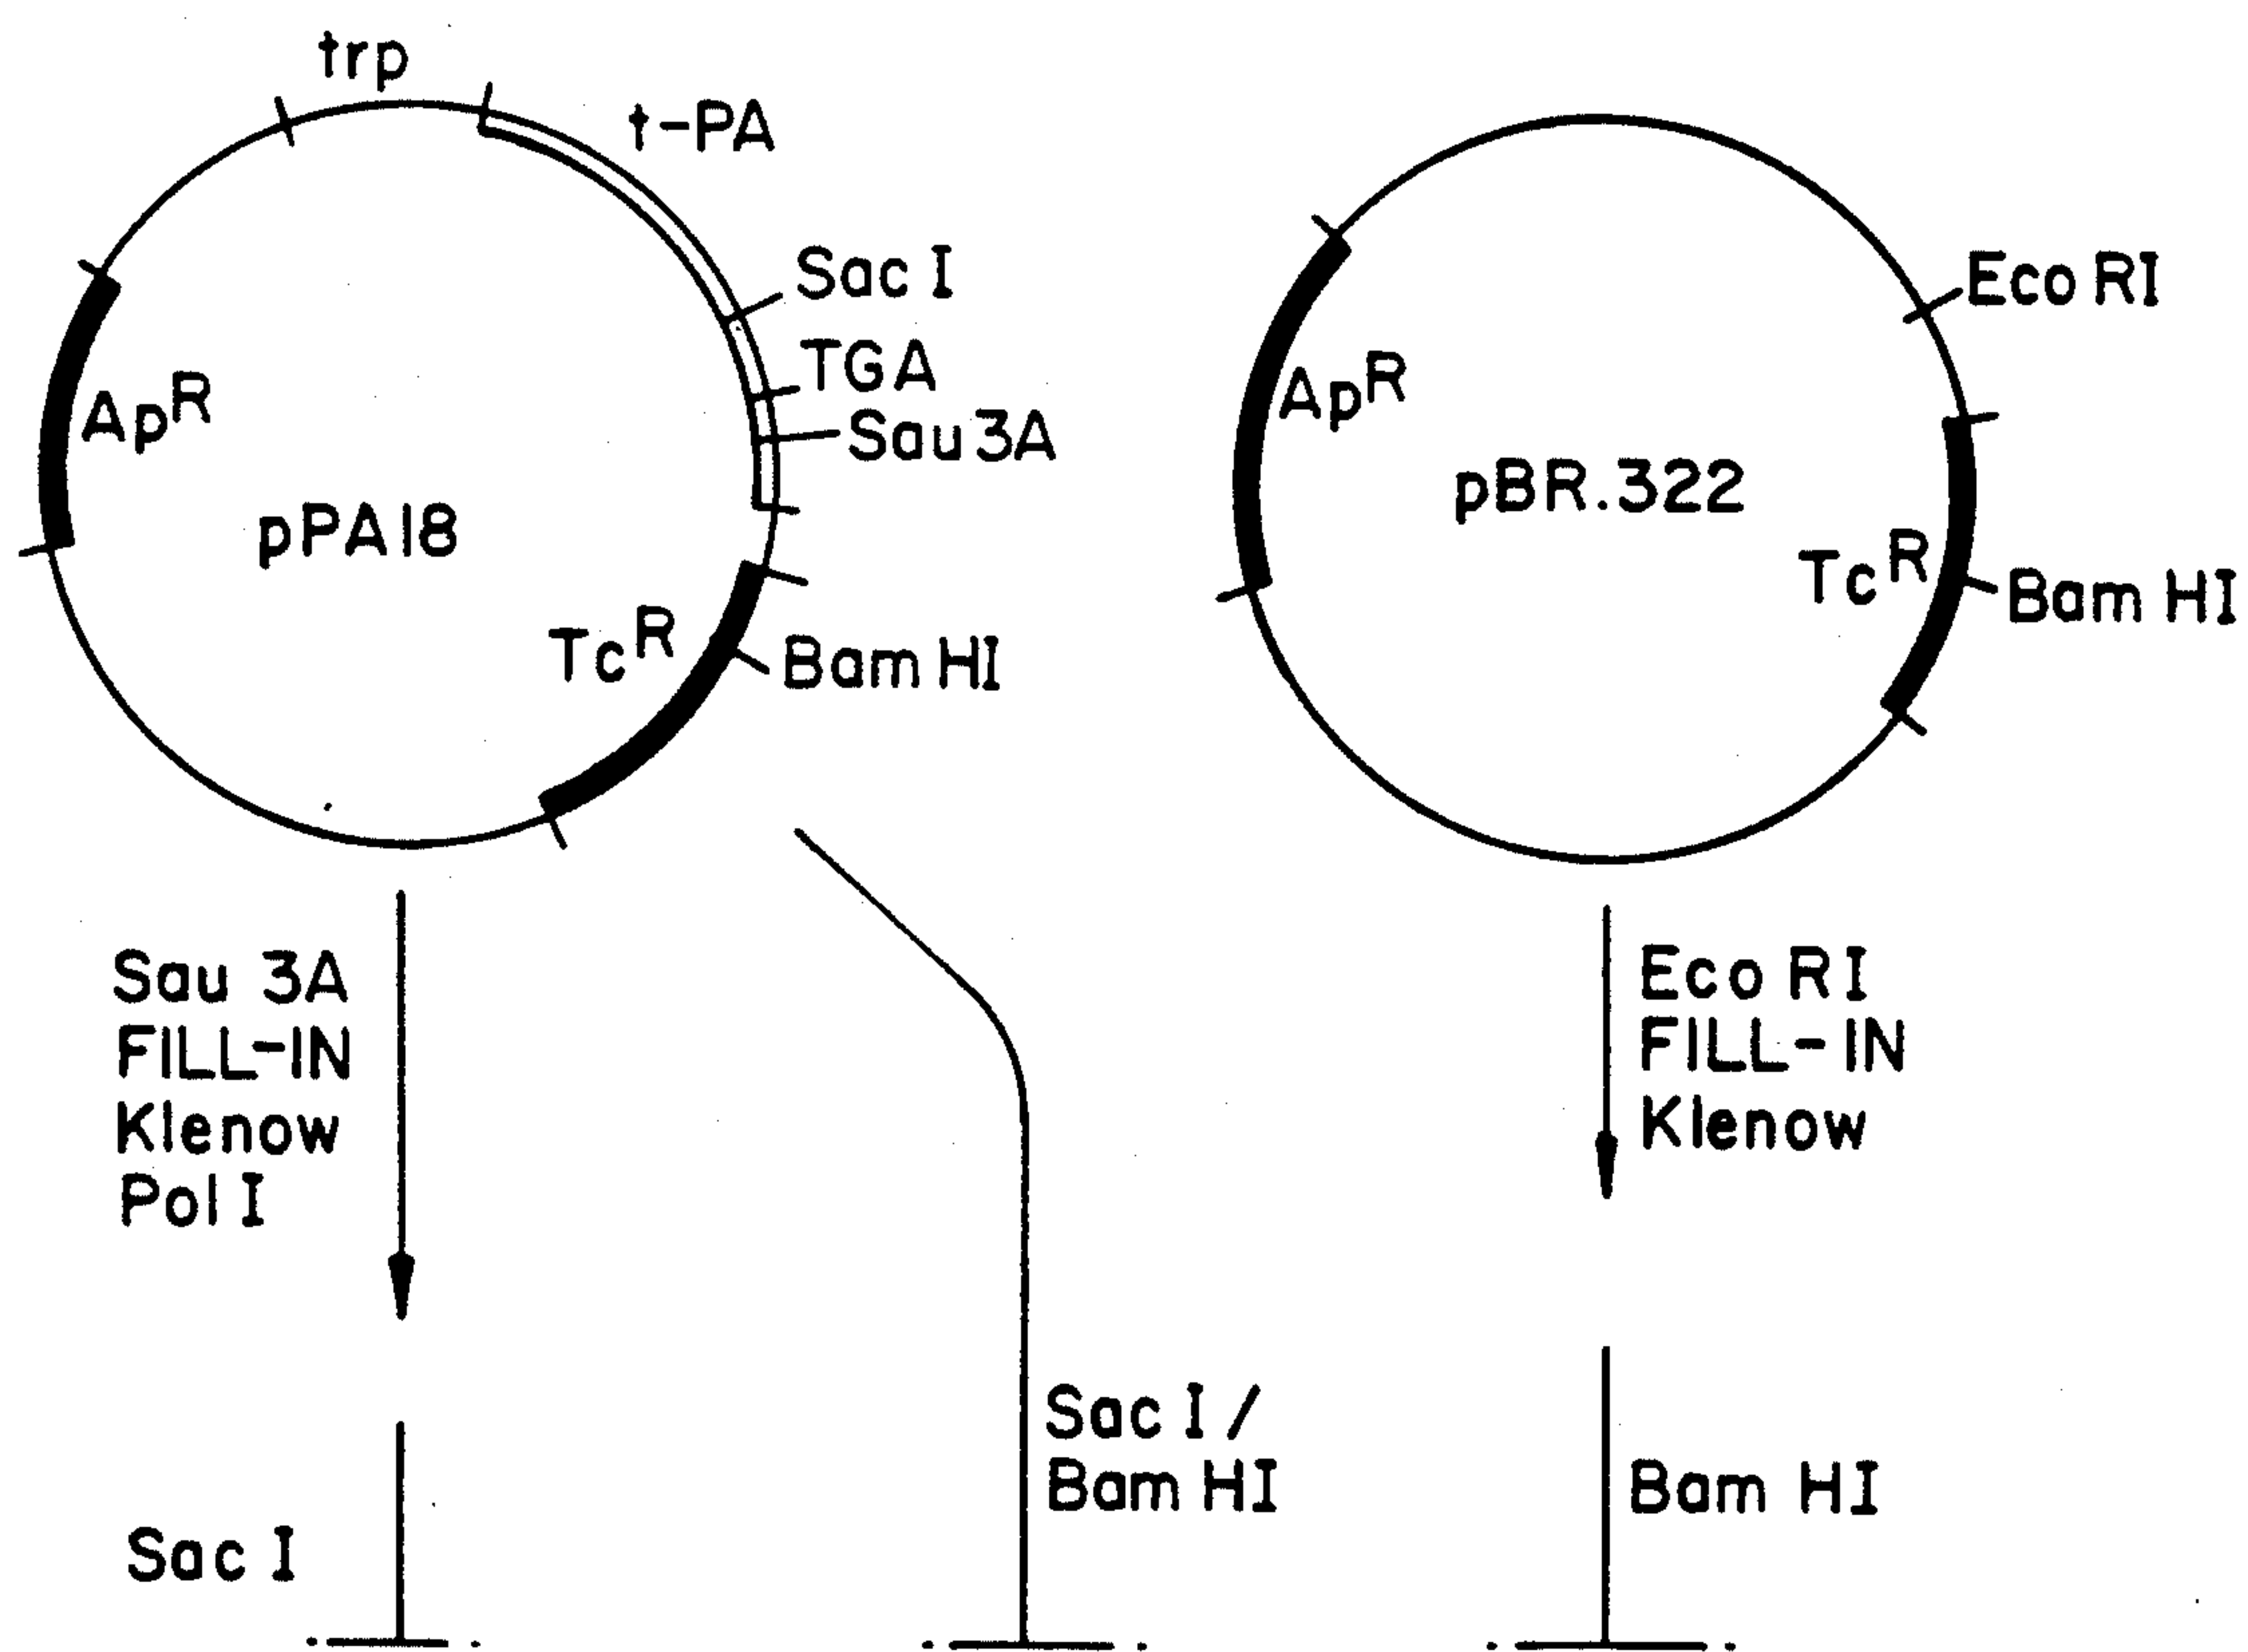 trp
t-PA
Sac I
TGA
Sau 3A
Ap^R
pPA18
Tc^R
Bam HI
Eco RI
Ap^R
pBR.322
Tc^R
Bam HI
Sau 3A
FILL-IN
Klenow
Pol I
Sac I
Sac I/
Bam HI
Eco RI
FILL-IN
Klenow
Bam HI